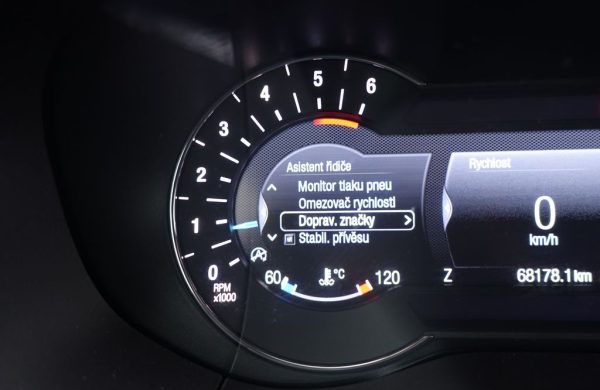 6
5
4
3
2
1
0
RPM
x1000
Asistent řidiče
Monitor tlaku pneu
Omezovač rychlosti
Doprav. značky
Stabil. přívěsu
60 °C 120
Rychlost
0
km/h
Z 68178.1 km